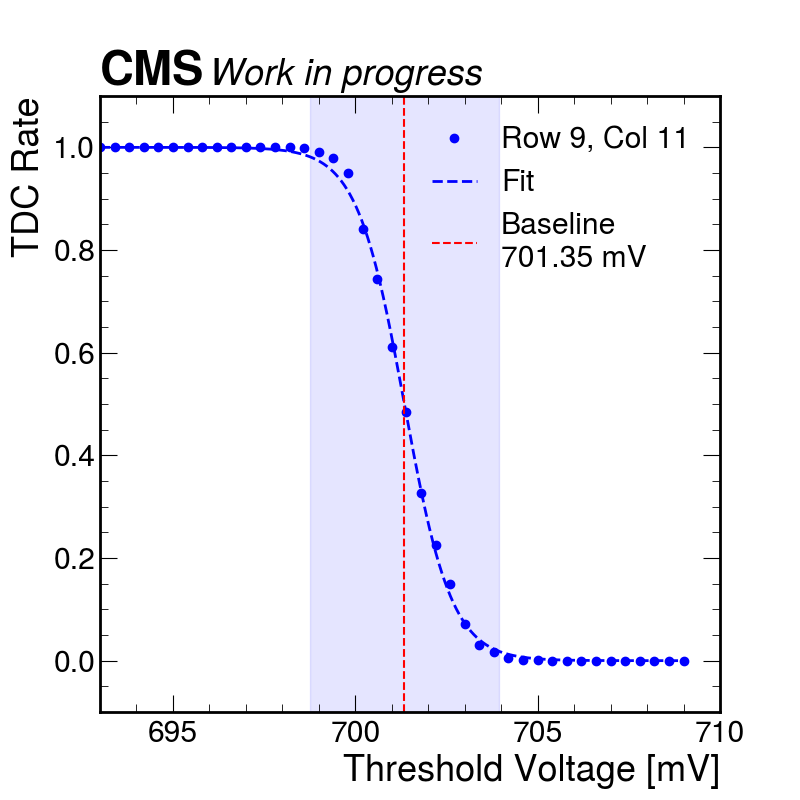 CMS Work in progress
TDC Rate
1.0
0.8
0.6
0.4
0.2
0.0
Row 9, Col 11
Fit
Baseline
701.35 mV
695 700 705 710
Threshold Voltage [mV]